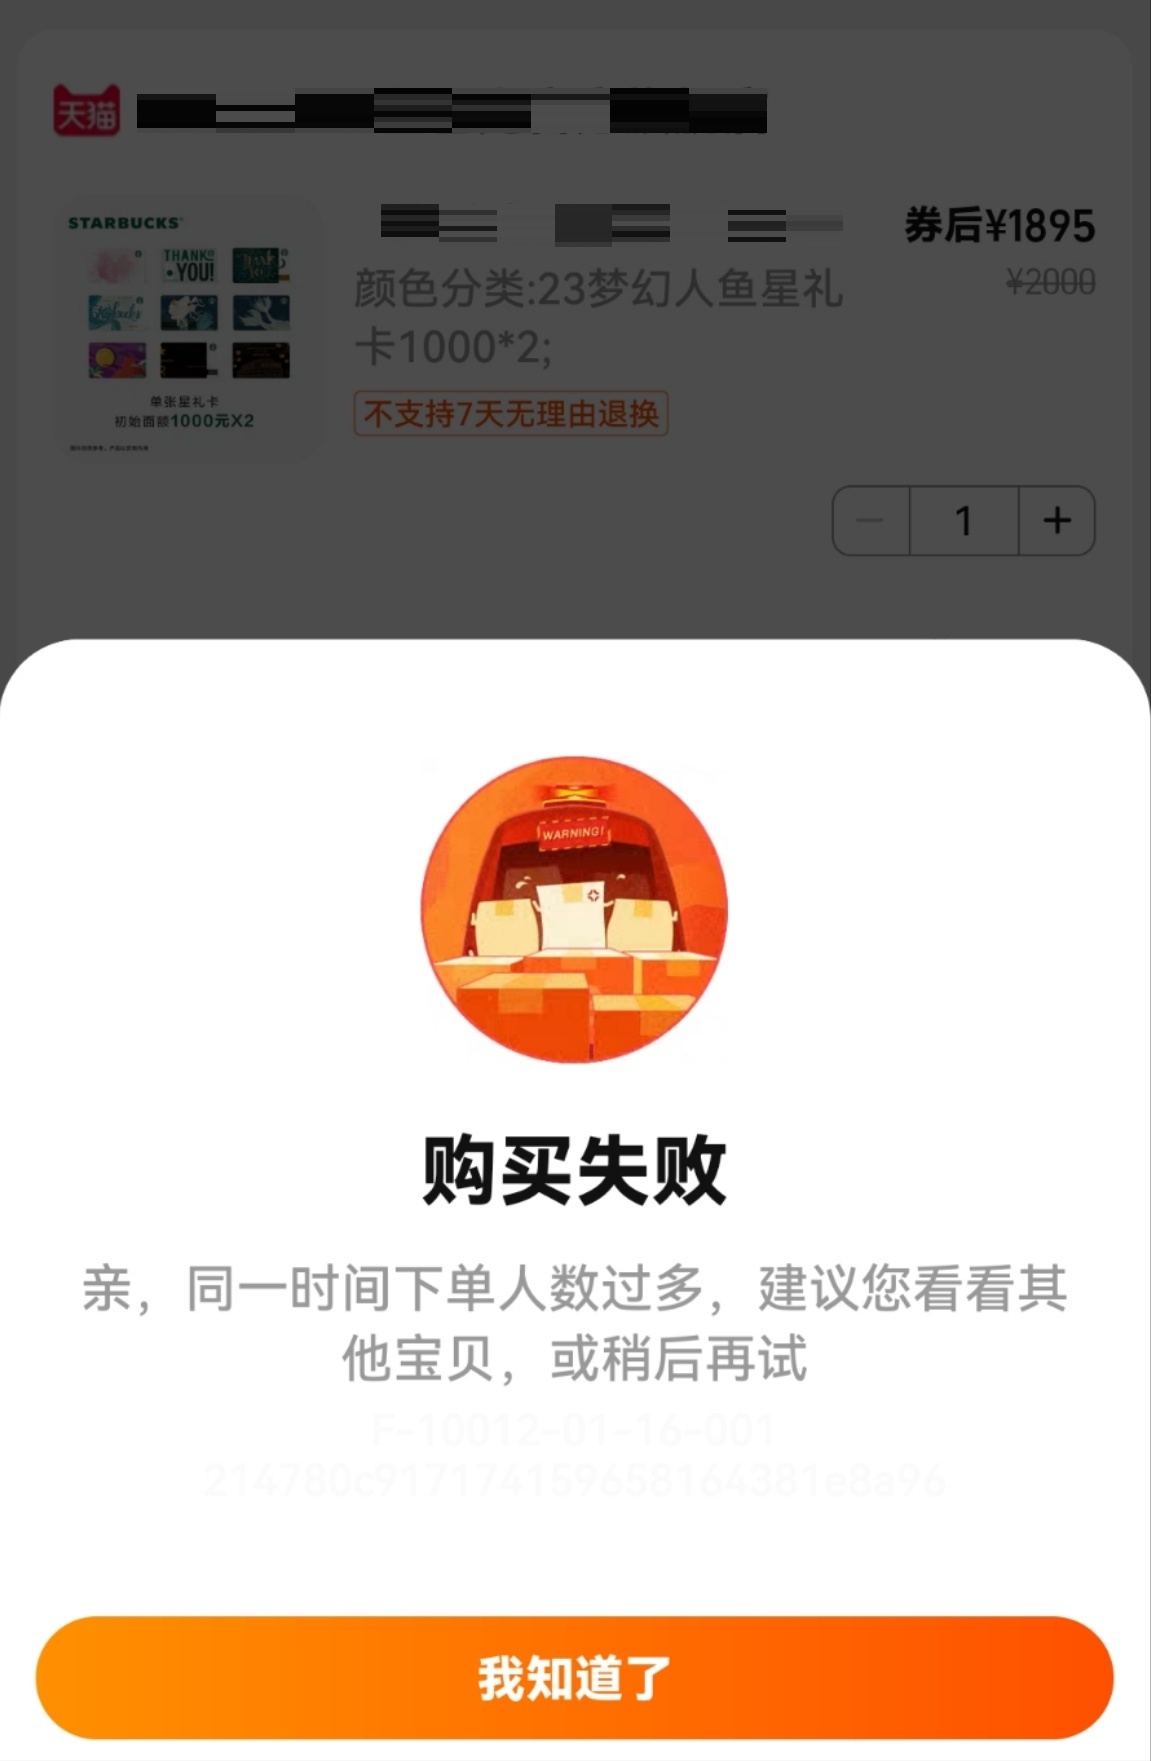 天猫
券后¥1895
¥2000
STARBUCKS
THANK
YOU!
单张星礼卡
初始面额1000元X2
颜色分类:23梦幻人鱼星礼
卡1000*2;
不支持7天无理由退换
1
WARNING!
购买失败
亲，同一时间下单人数过多，建议您看看其
他宝贝，或稍后再试
F-10012-01-16-001
214780c917174159658164381e8a96
我知道了